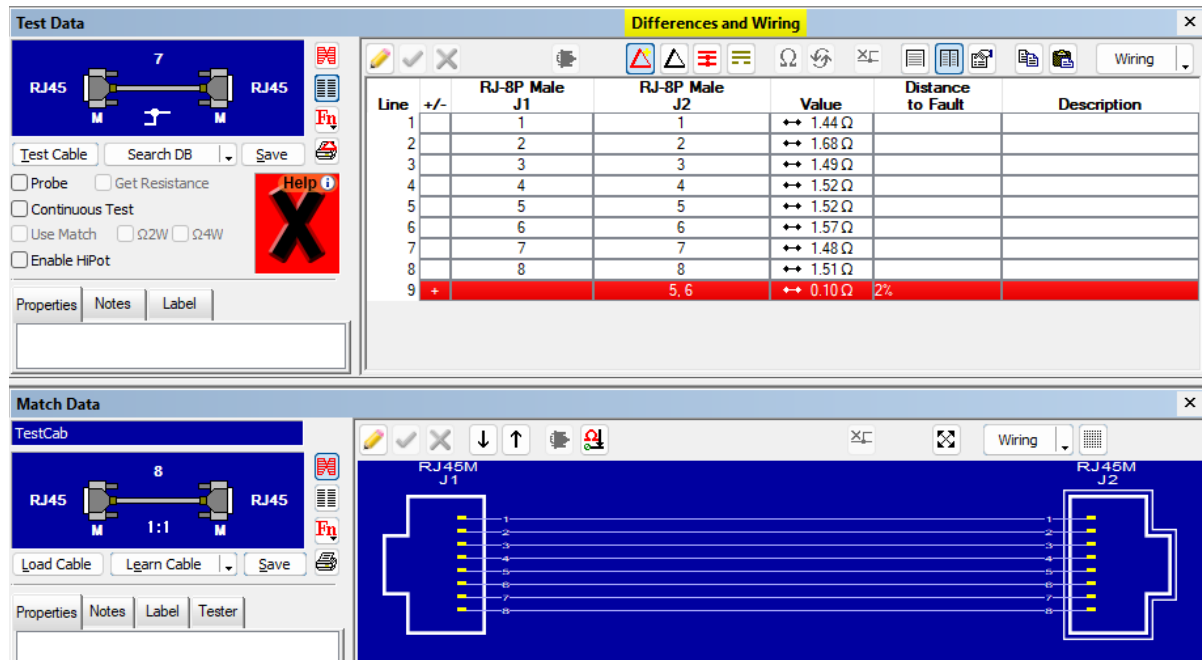 Test Data
Differences and Wiring
7
RJ45 RJ45
M M
Fn
Test Cable Search DB Save
Probe Get Resistance
Help i
Continuous Test
Use Match Ω2W Ω4W
Enable HiPot
Properties Notes Label
Ω Wiring
Line +/- RJ-8P Male J1 RJ-8P Male J2 Value Distance to Fault Description
1 1 1 1.44 Ω
2 2 2 1.68 Ω
3 3 3 1.49 Ω
4 4 4 1.52 Ω
5 5 5 1.52 Ω
6 6 6 1.57 Ω
7 7 7 1.48 Ω
8 8 8 1.51 Ω
9 + 5, 6 0.10 Ω 2%
Match Data
TestCab
8
RJ45 RJ45
M 1:1 M
Fn
Load Cable Learn Cable Save
Properties Notes Label Tester
Ω Wiring
RJ45M RJ45M
J1 J2
1 1
2 2
3 3
4 4
5 5
6 6
7 7
8 8